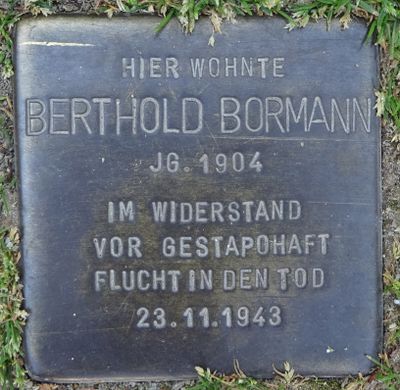 HIER WOHNTE
BERTHOLD BORMANN
JG. 1904
IM WIDERSTAND
VOR GESTAPOHAFT
FLUCHT IN DEN TOD
23.11.1943